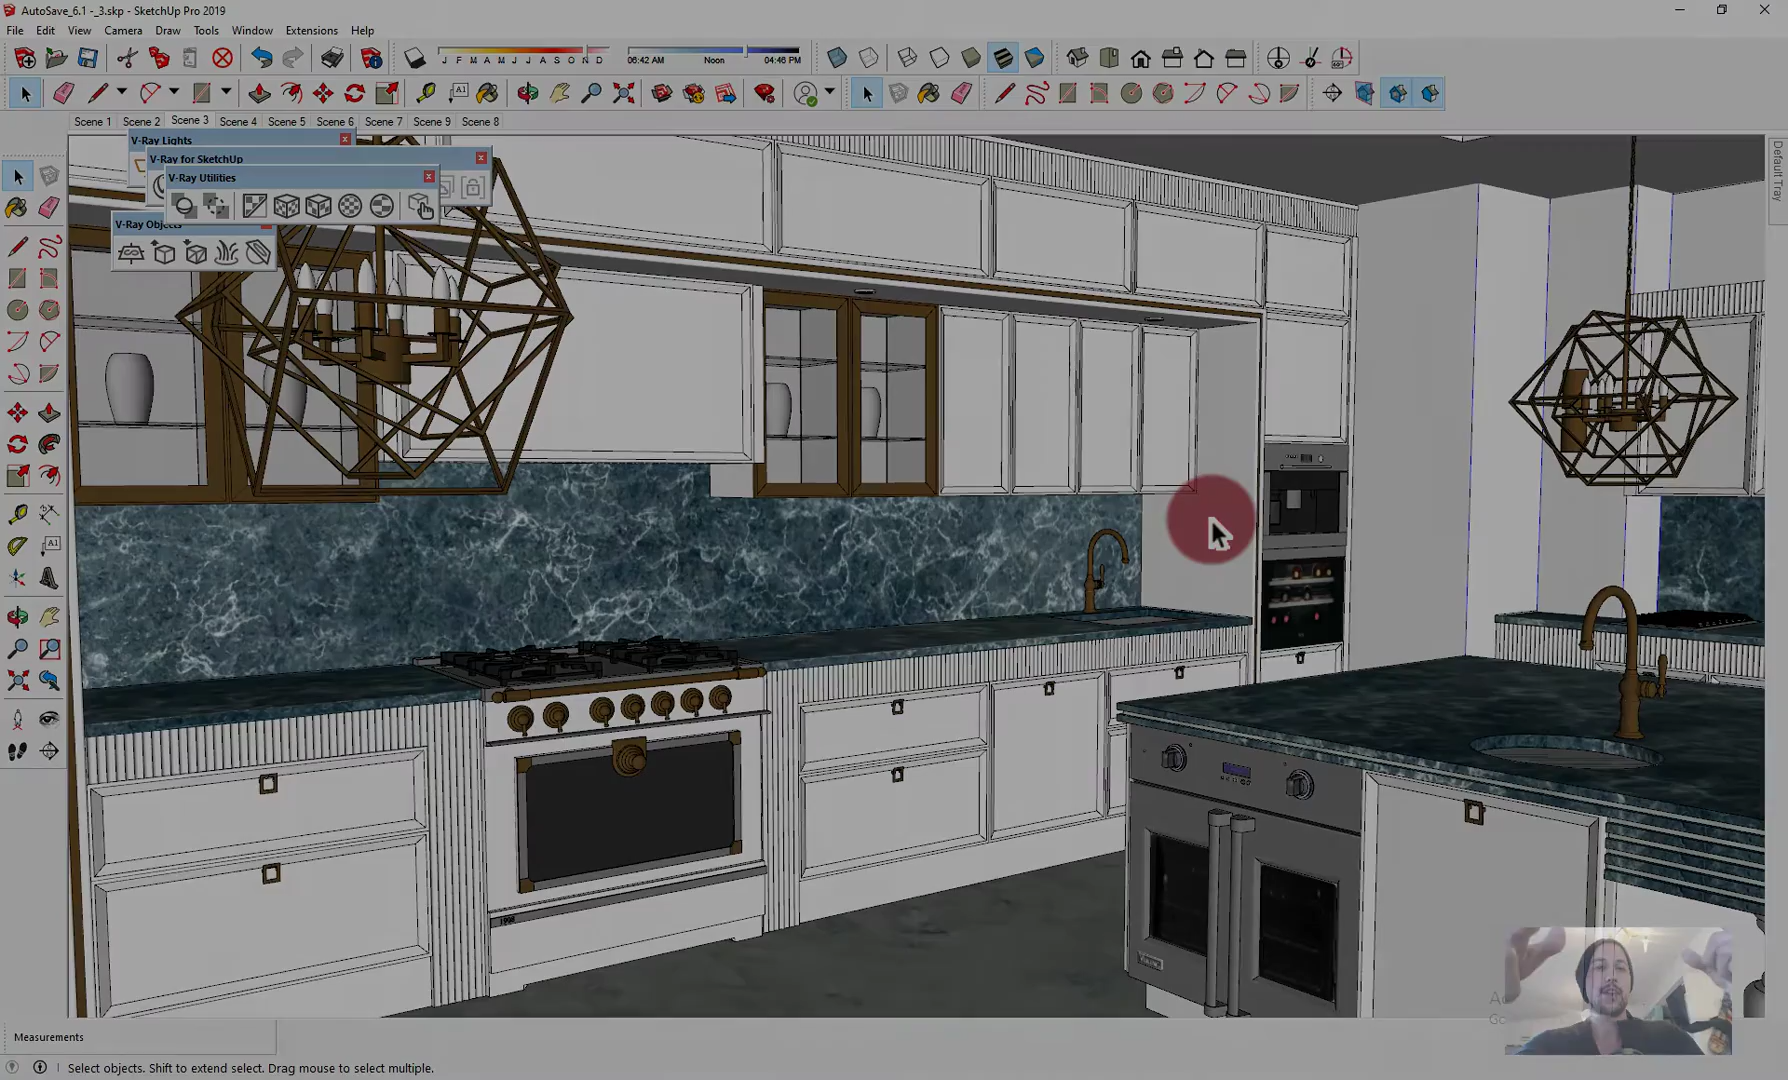 AutoSave_6.1 -_3.skp - SketchUp Pro 2019
File Edit View Camera Draw Tools Window Extensions Help
J F M A M J J A S O N D
06:42 AM Noon 04:46 PM
Scene 1 Scene 2 Scene 3 Scene 4 Scene 5 Scene 6 Scene 7 Scene 9 Scene 8
V-Ray Lights
V-Ray for SketchUp
V-Ray Utilities
V-Ray Objects
Default Tray
Measurements
Select objects. Shift to extend select. Drag mouse to select multiple.